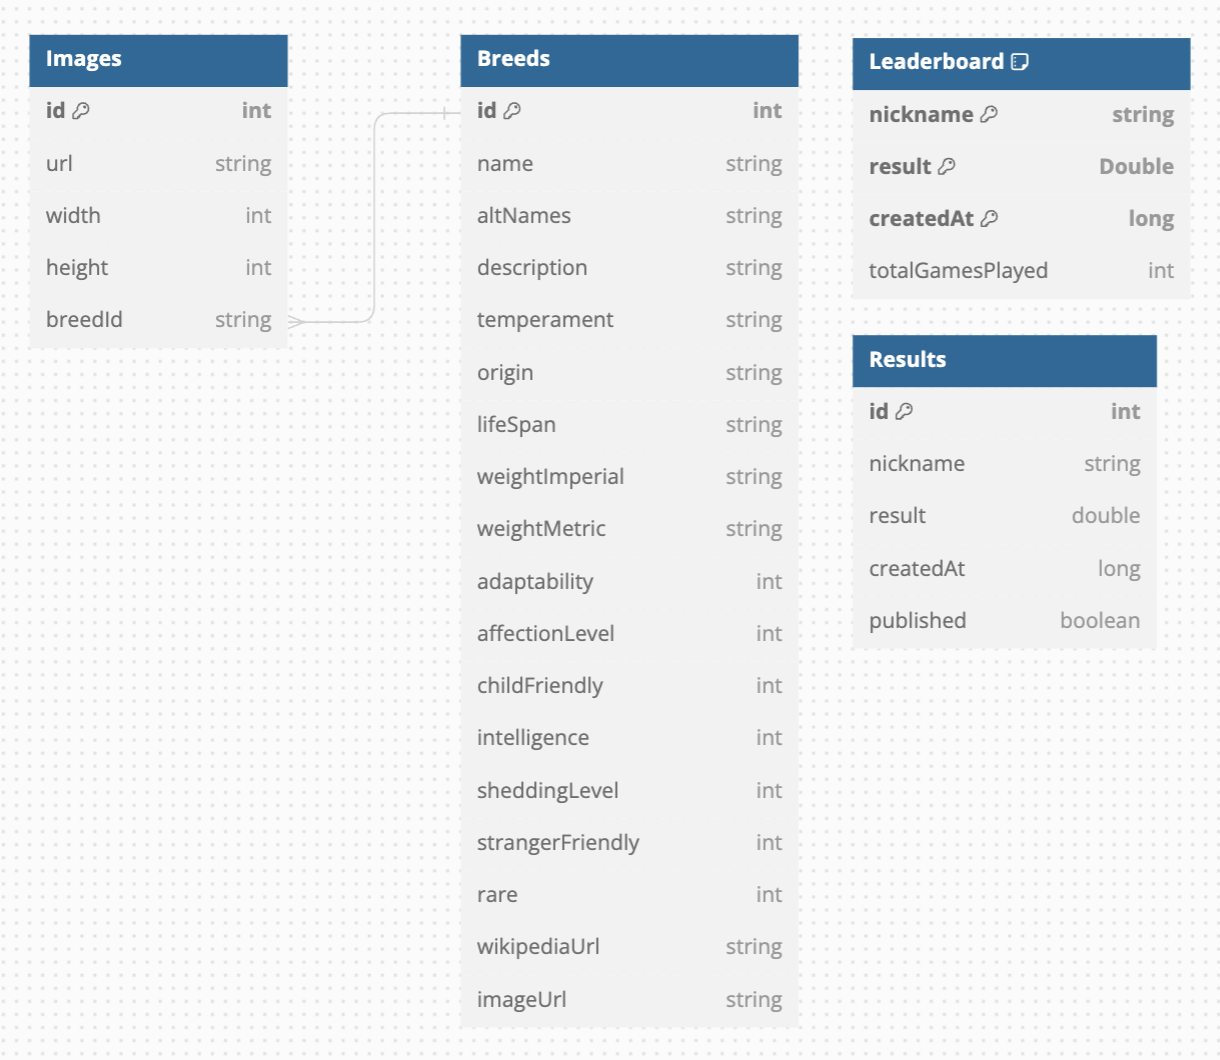 Images
id int
url string
width int
height int
breedId string
Breeds
id int
name string
altNames string
description string
temperament string
origin string
lifeSpan string
weightImperial string
weightMetric string
adaptability int
affectionLevel int
childFriendly int
intelligence int
sheddingLevel int
strangerFriendly int
rare int
wikipediaUrl string
imageUrl string
Leaderboard
nickname string
result Double
createdAt long
totalGamesPlayed int
Results
id int
nickname string
result double
createdAt long
published boolean